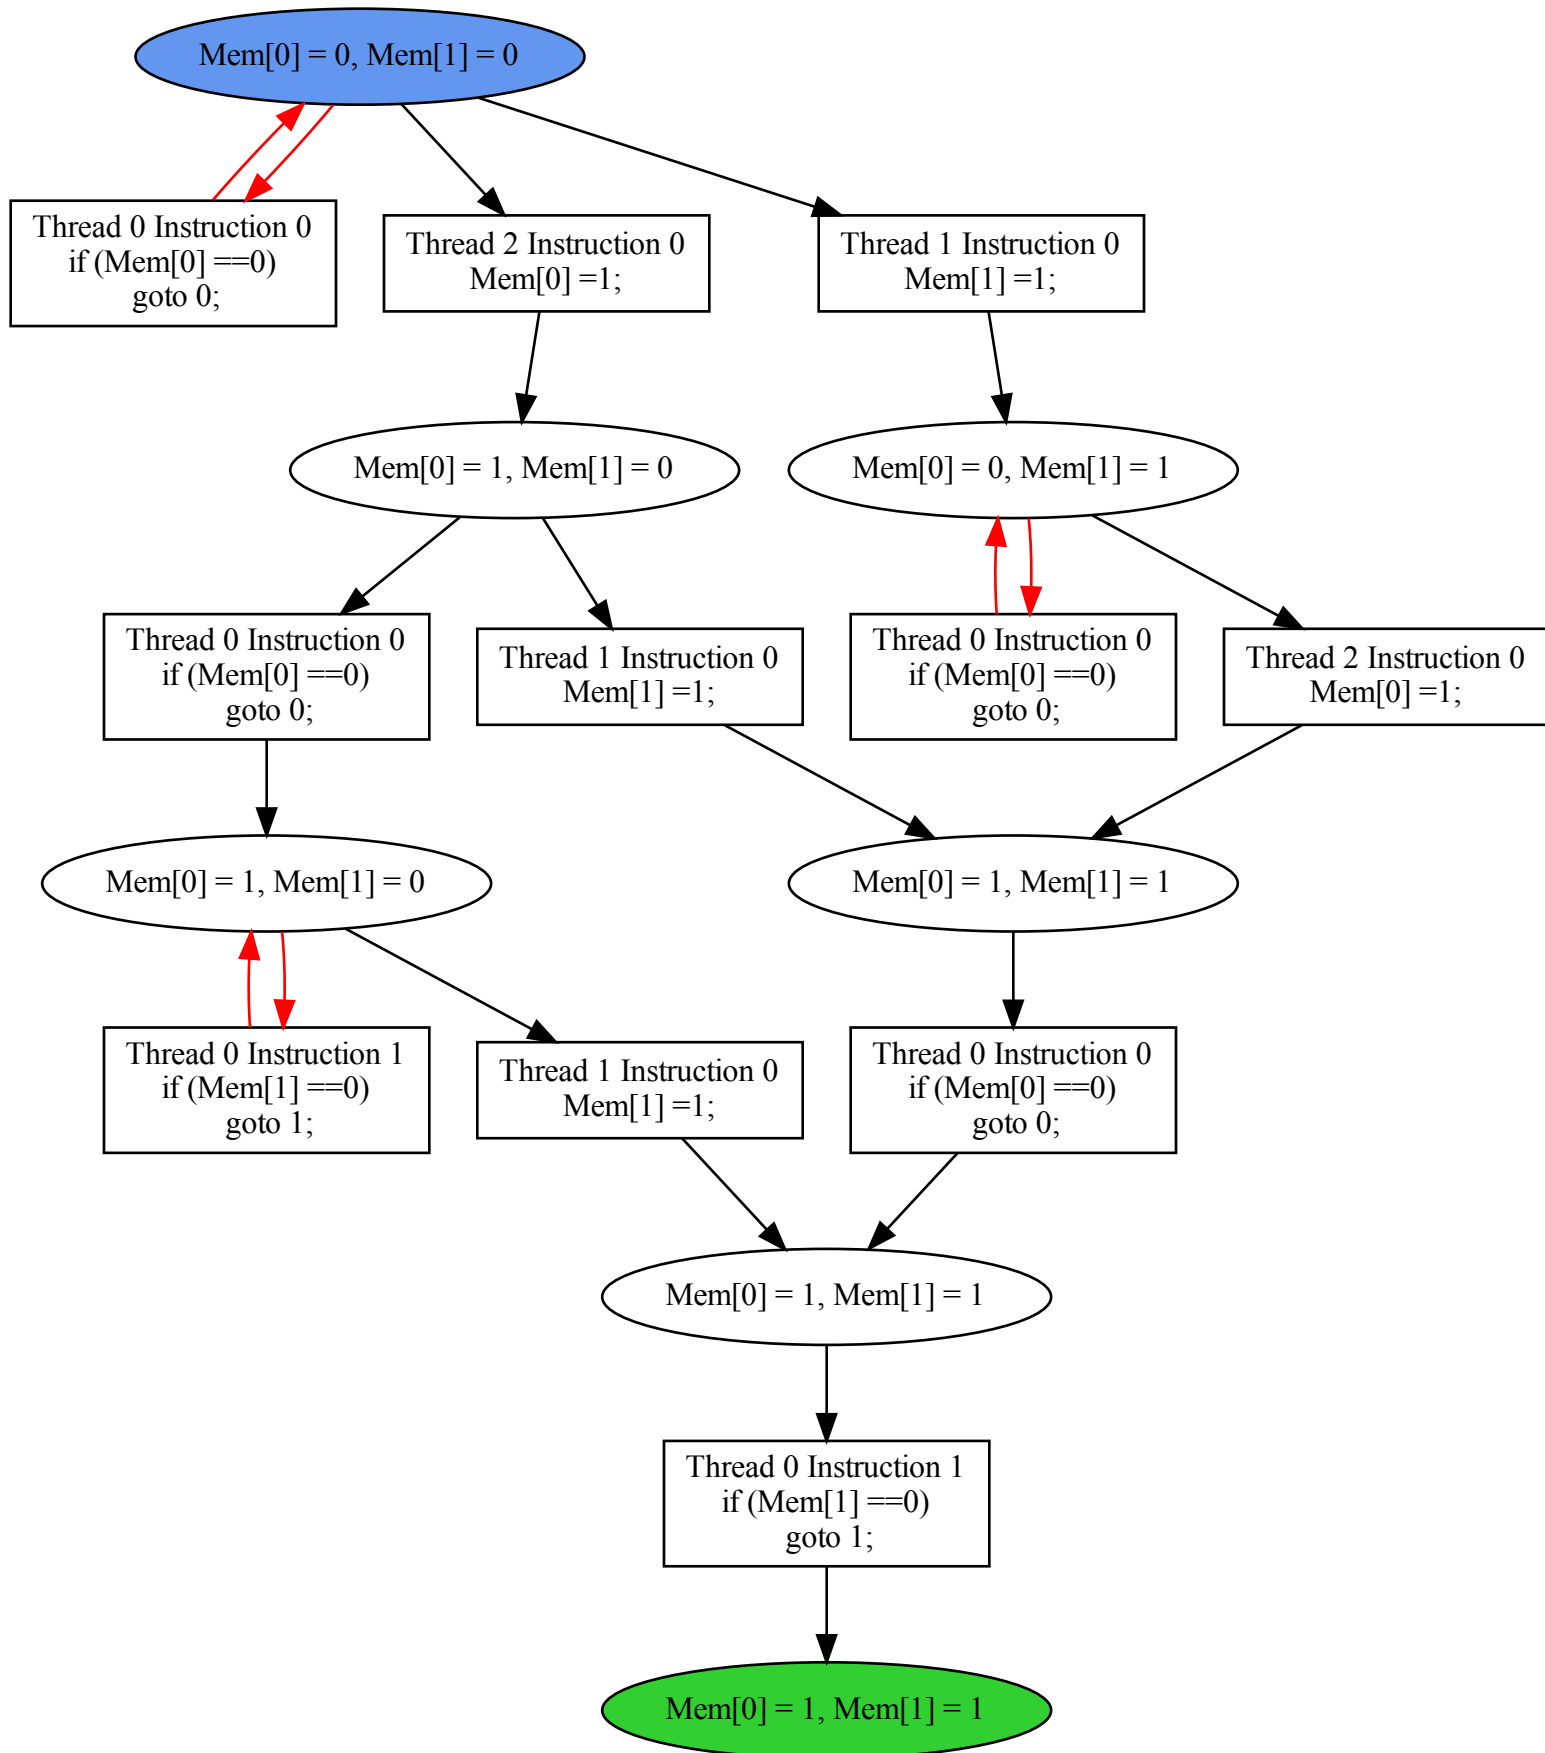 Mem[0] = 0, Mem[1] = 0
Thread 0 Instruction 0
if (Mem[0] ==0)
goto 0;
Thread 2 Instruction 0
Mem[0] =1;
Thread 1 Instruction 0
Mem[1] =1;
Mem[0] = 1, Mem[1] = 0
Mem[0] = 0, Mem[1] = 1
Thread 0 Instruction 0
if (Mem[0] ==0)
goto 0;
Thread 1 Instruction 0
Mem[1] =1;
Thread 0 Instruction 0
if (Mem[0] ==0)
goto 0;
Thread 2 Instruction 0
Mem[0] =1;
Mem[0] = 1, Mem[1] = 0
Mem[0] = 1, Mem[1] = 1
Thread 0 Instruction 1
if (Mem[1] ==0)
goto 1;
Thread 1 Instruction 0
Mem[1] =1;
Thread 0 Instruction 0
if (Mem[0] ==0)
goto 0;
Mem[0] = 1, Mem[1] = 1
Thread 0 Instruction 1
if (Mem[1] ==0)
goto 1;
Mem[0] = 1, Mem[1] = 1